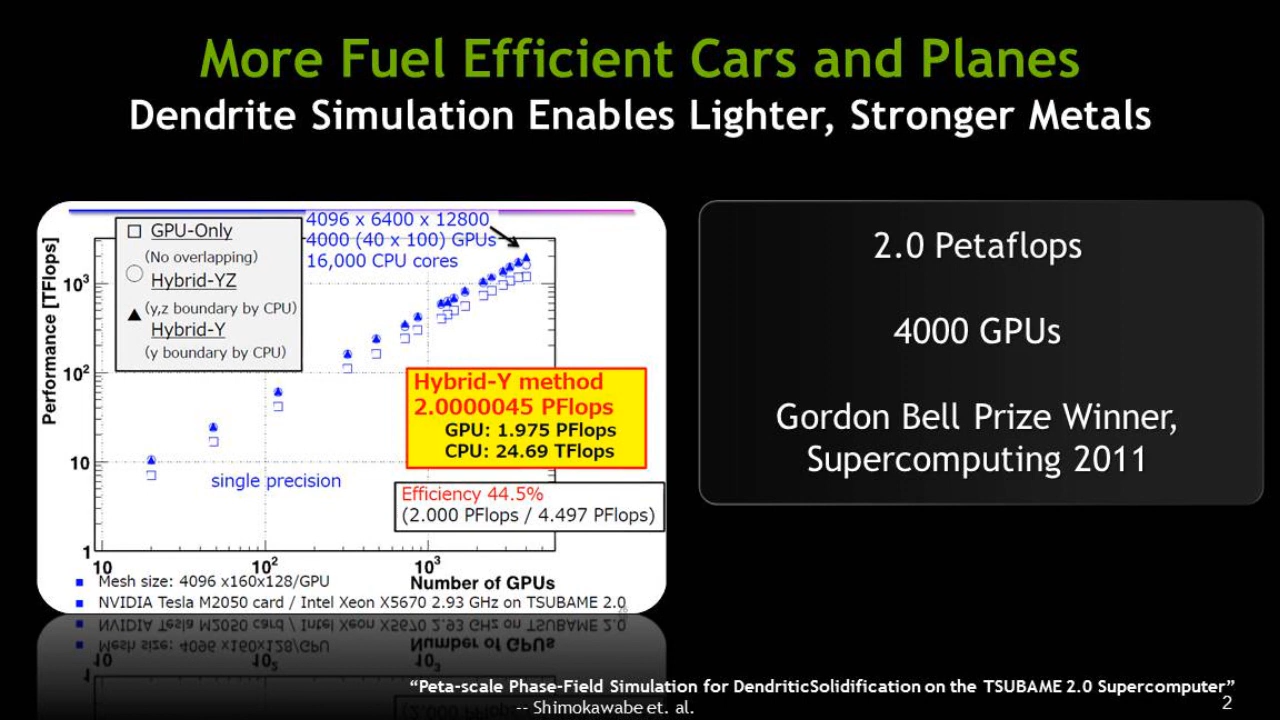 More Fuel Efficient Cars and Planes
Dendrite Simulation Enables Lighter, Stronger Metals
GPU-Only
(No overlapping)
Hybrid-YZ
(y,z boundary by CPU)
Hybrid-Y
(y boundary by CPU)
4096 x 6400 x 12800
4000 (40 x 100) GPUs
16,000 CPU cores
Performance [TFlops]
10³
10²
10
1
Hybrid-Y method
2.0000045 PFlops
GPU: 1.975 PFlops
CPU: 24.69 TFlops
single precision
Efficiency 44.5%
(2.000 PFlops / 4.497 PFlops)
10
10²
10³
Number of GPUs
Mesh size: 4096 x160x128/GPU
NVIDIA Tesla M2050 card / Intel Xeon X5670 2.93 GHz on TSUBAME 2.0
2.0 Petaflops
4000 GPUs
Gordon Bell Prize Winner,
Supercomputing 2011
“Peta-scale Phase-Field Simulation for DendriticSolidification on the TSUBAME 2.0 Supercomputer”
-- Shimokawabe et. al.
2